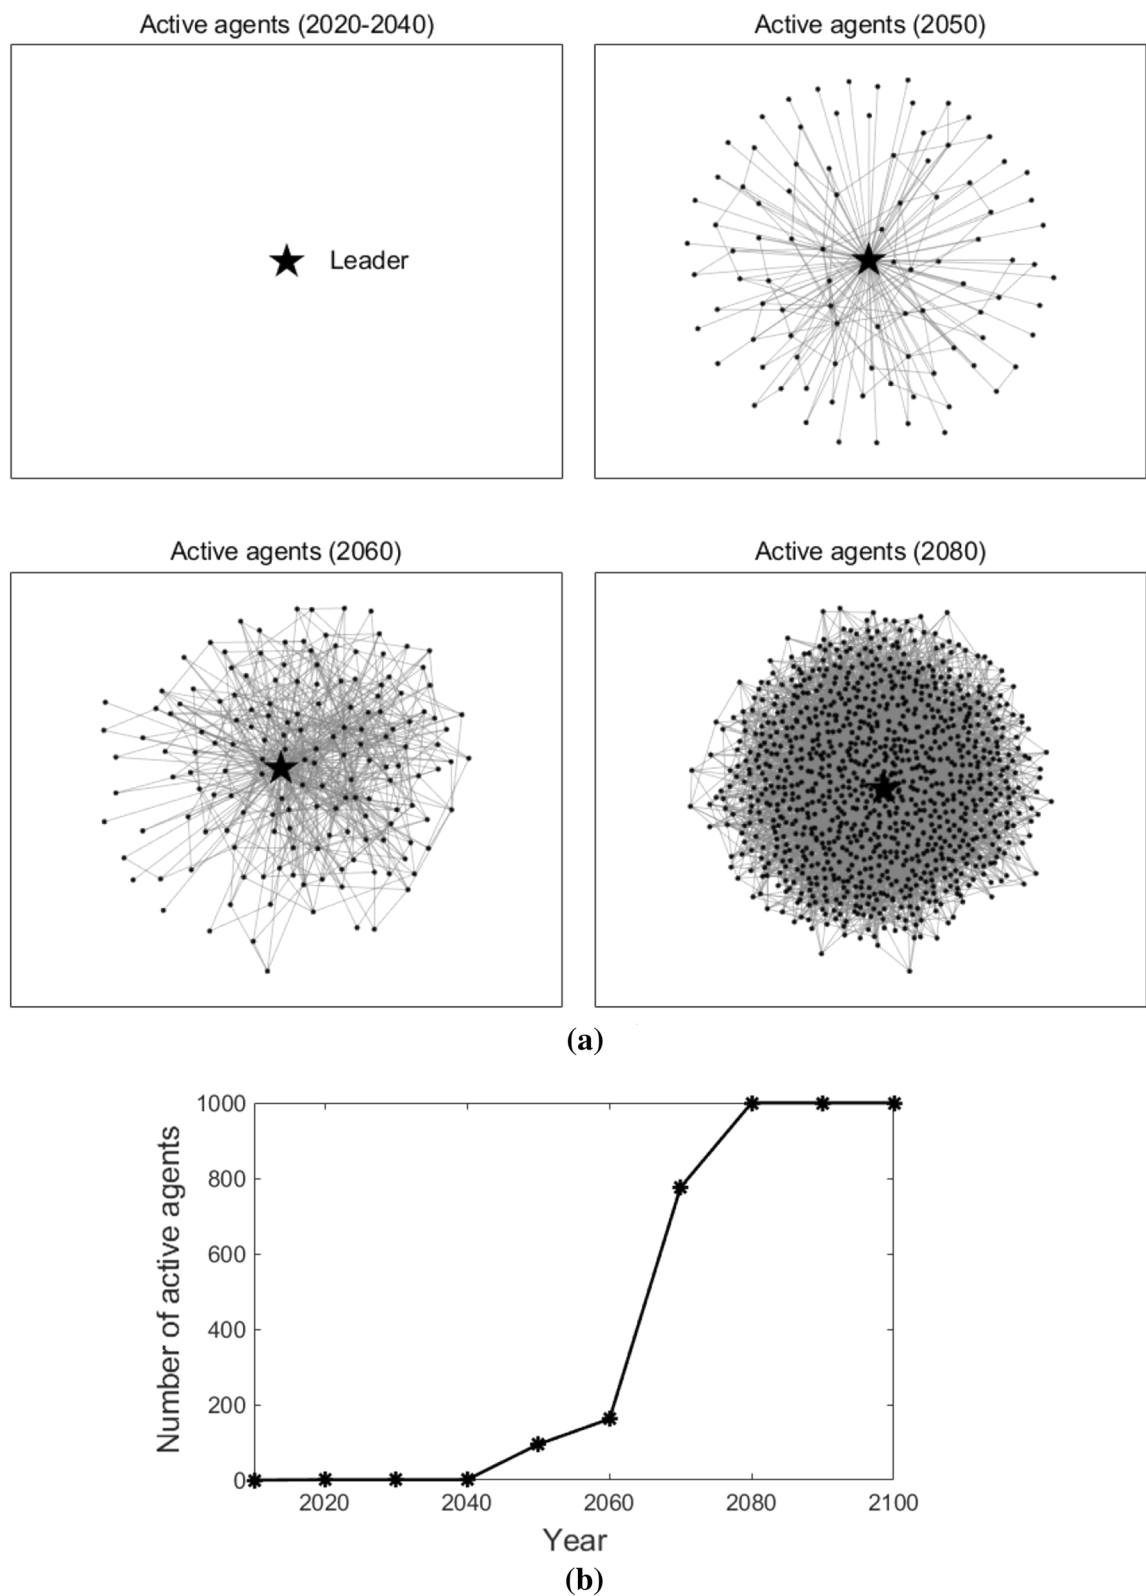 Active agents (2020-2040)
Active agents (2050)
Leader
Active agents (2060)
Active agents (2080)
(a)
1000
800
600
400
200
0
Number of active agents
2020 2040 2060 2080 2100
Year
(b)